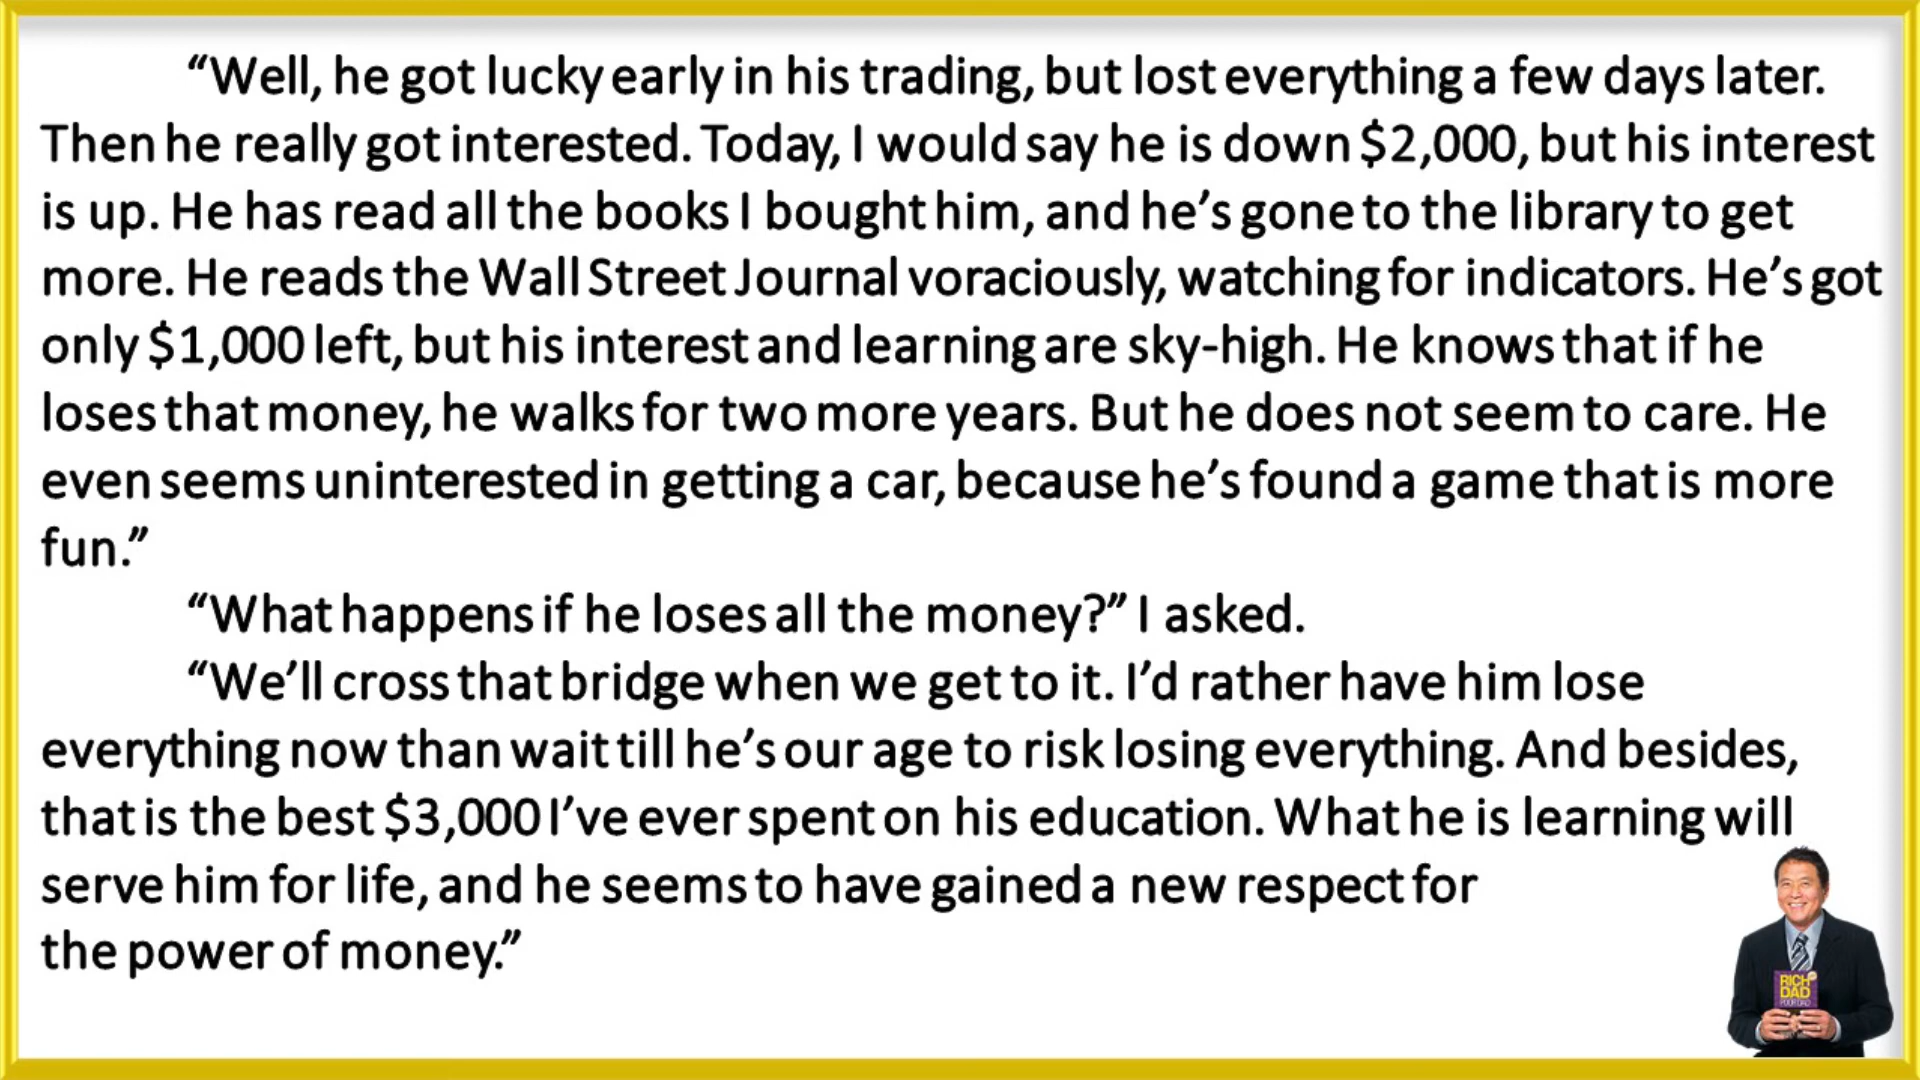 “Well, he got lucky early in his trading, but lost everything a few days later.
Then he really got interested. Today, I would say he is down $2,000, but his interest
is up. He has read all the books I bought him, and he’s gone to the library to get
more. He reads the Wall Street Journal voraciously, watching for indicators. He’s got
only $1,000 left, but his interest and learning are sky-high. He knows that if he
loses that money, he walks for two more years. But he does not seem to care. He
even seems uninterested in getting a car, because he’s found a game that is more
fun.”
“What happens if he loses all the money?” I asked.
“We’ll cross that bridge when we get to it. I’d rather have him lose
everything now than wait till he’s our age to risk losing everything. And besides,
that is the best $3,000 I’ve ever spent on his education. What he is learning will
serve him for life, and he seems to have gained a new respect for
the power of money.”
RICH
DAD
POOR DAD